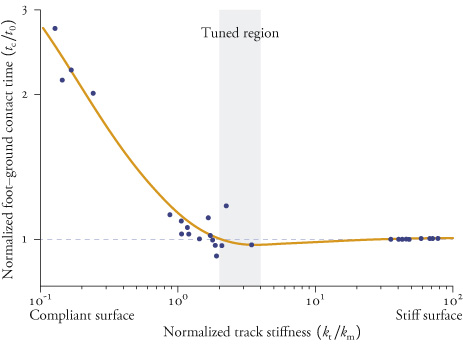 3
Tuned region
2
1
Normalized foot–ground contact time (tc/t0)
10-1 100 101 102
Compliant surface Stiff surface
Normalized track stiffness (kt/km)